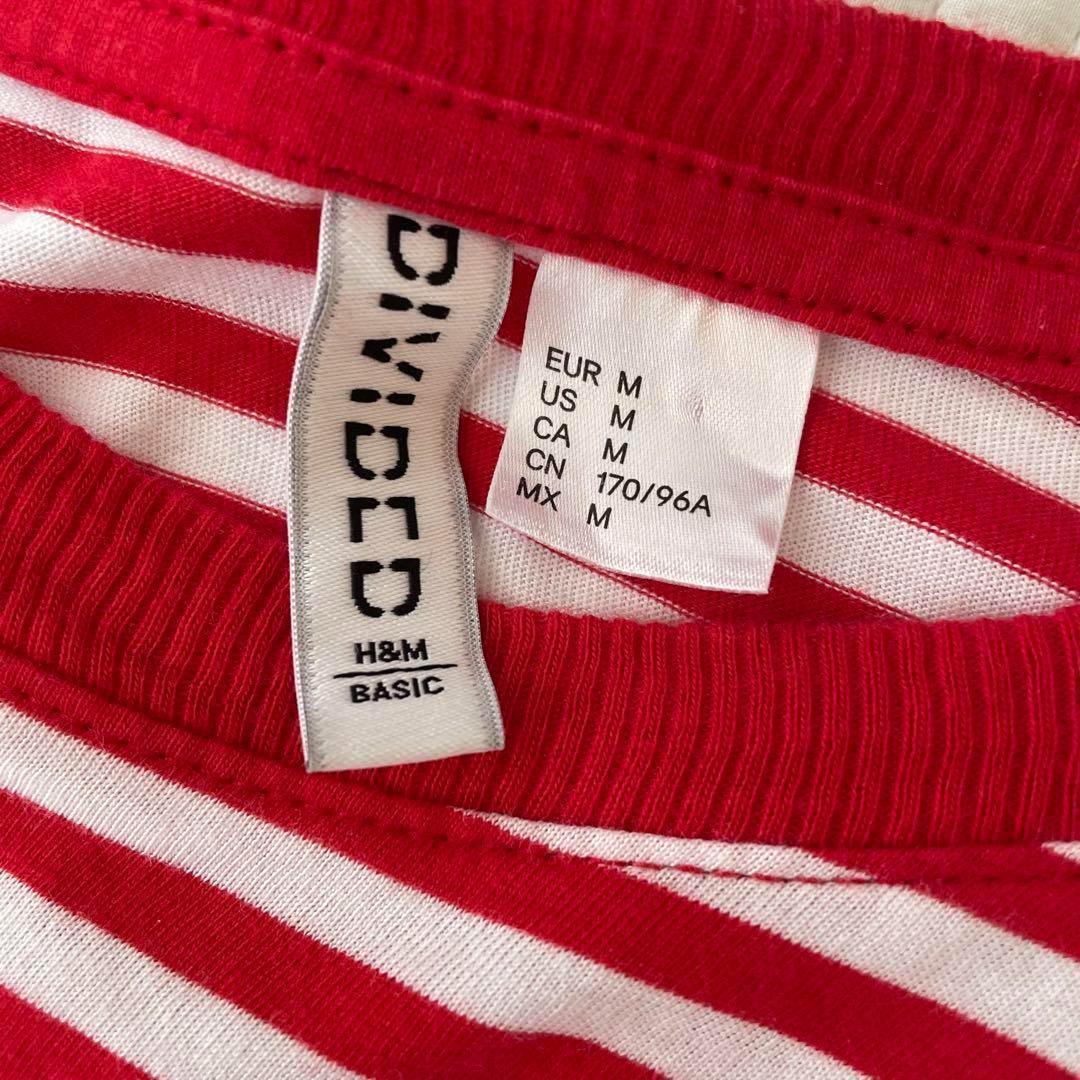 DIVIDED
H&M
BASIC
EUR M
US M
CA M
CN 170/96A
MX M